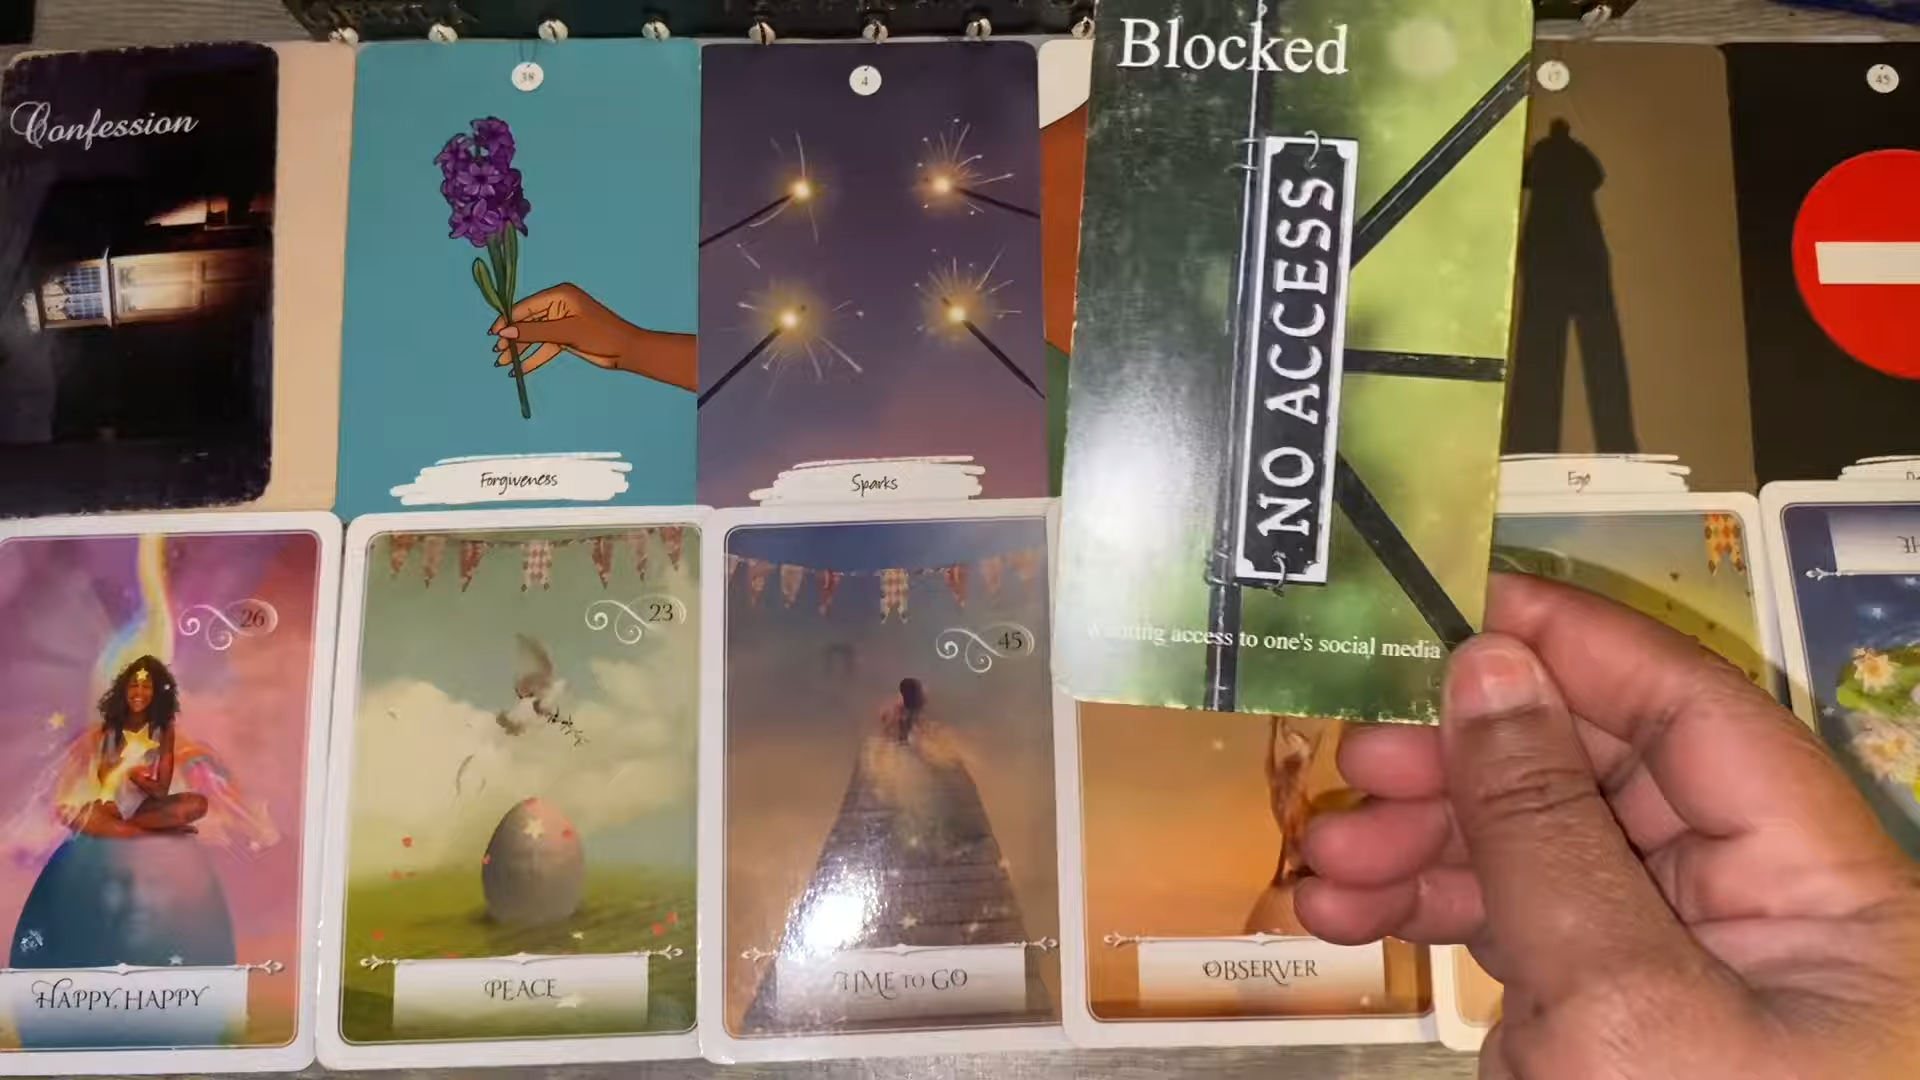 Confession
38
Forgiveness
4
Sparks
Blocked
NO ACCESS
access to one's social media
17
Ego
45
26
HAPPY, HAPPY
23
PEACE
45
TIME TO GO
OBSERVER